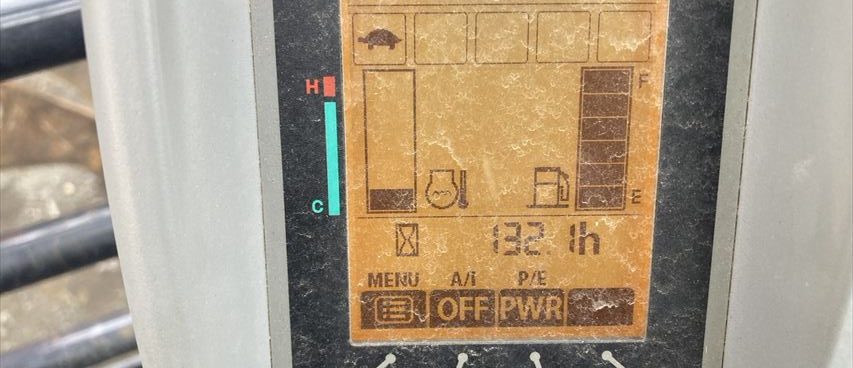 H
F
C
E
132.1h
MENU A/i P/E
OFF PWR